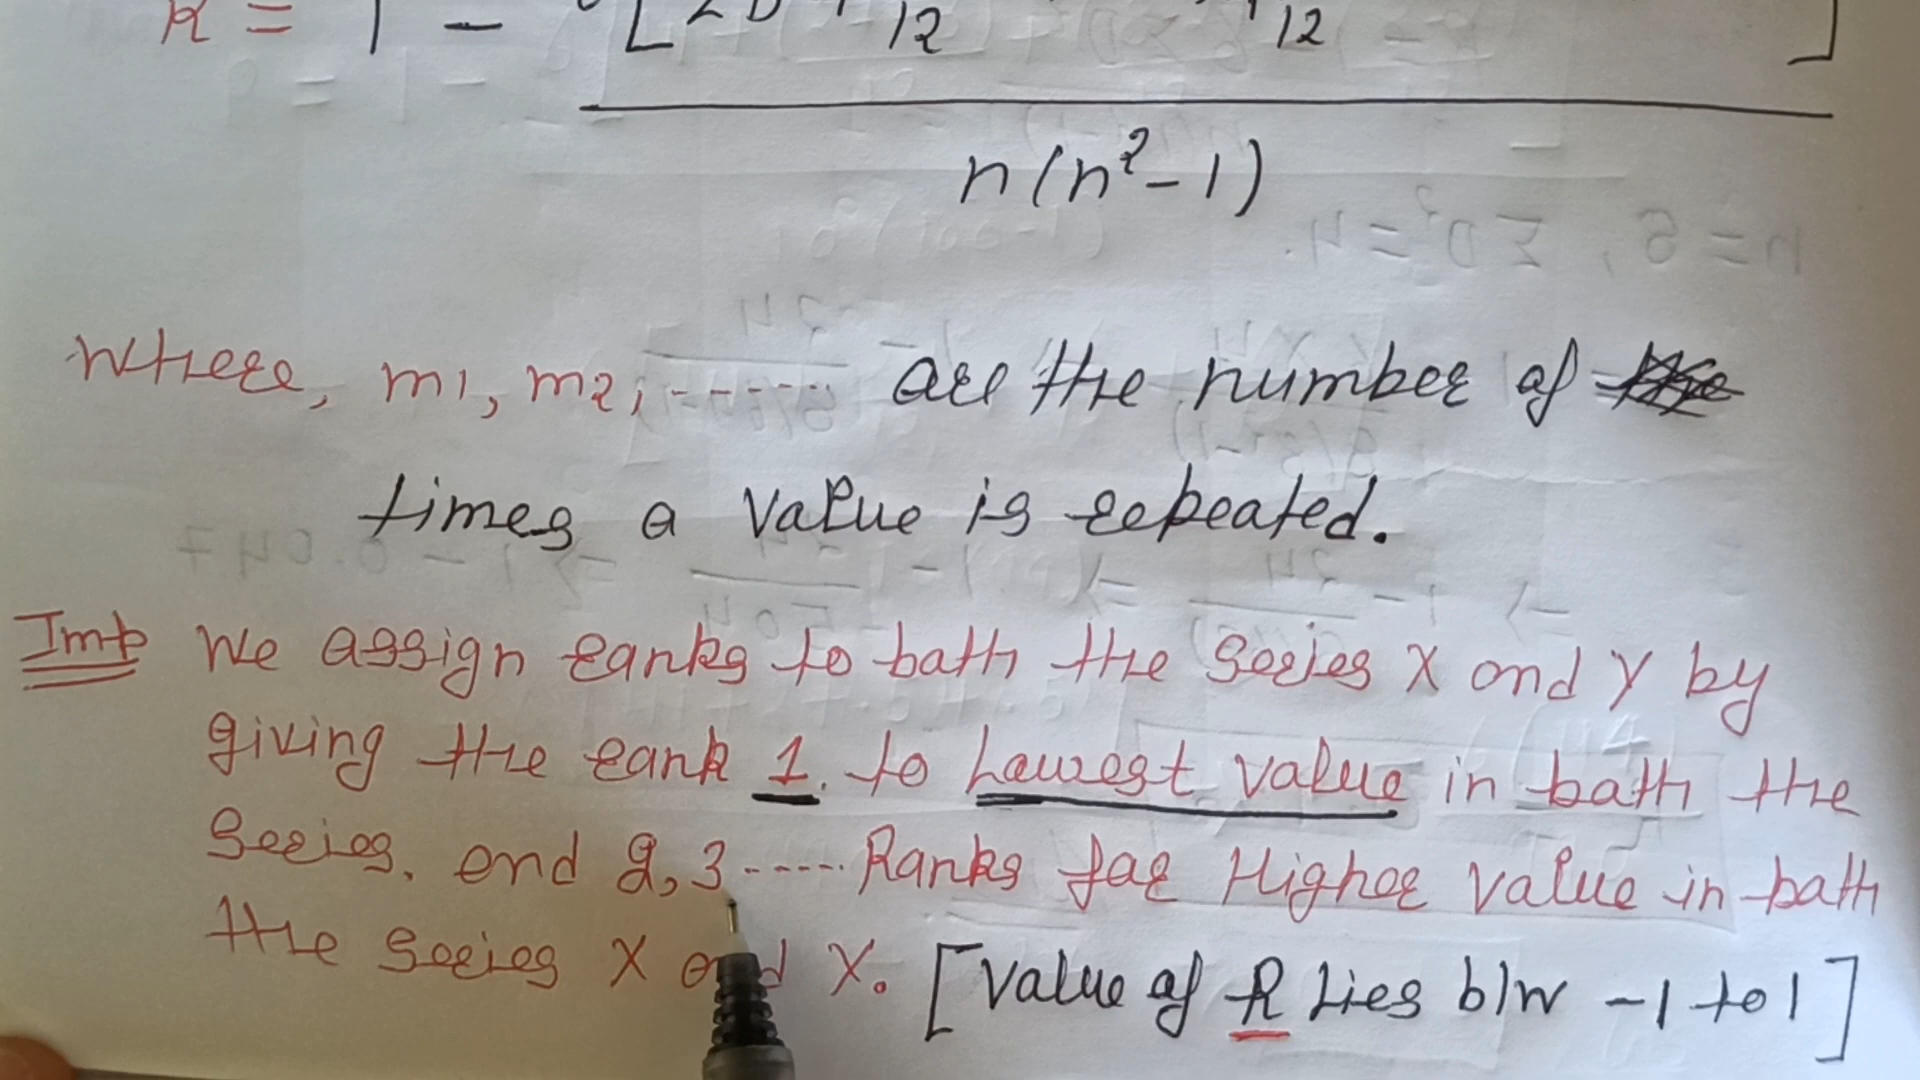 R = 1 -
12 12
n(n²-1)
where, m1, m2, ------ are the number of
times a value is repeated.
Imp We assign ranks to both the series X and Y by
giving the rank 1. to Lowest value in both the
Series. and 2,3 ----- Ranks for Higher value in both
the series X and Y. [Value of R Lies b/w -1 to 1]